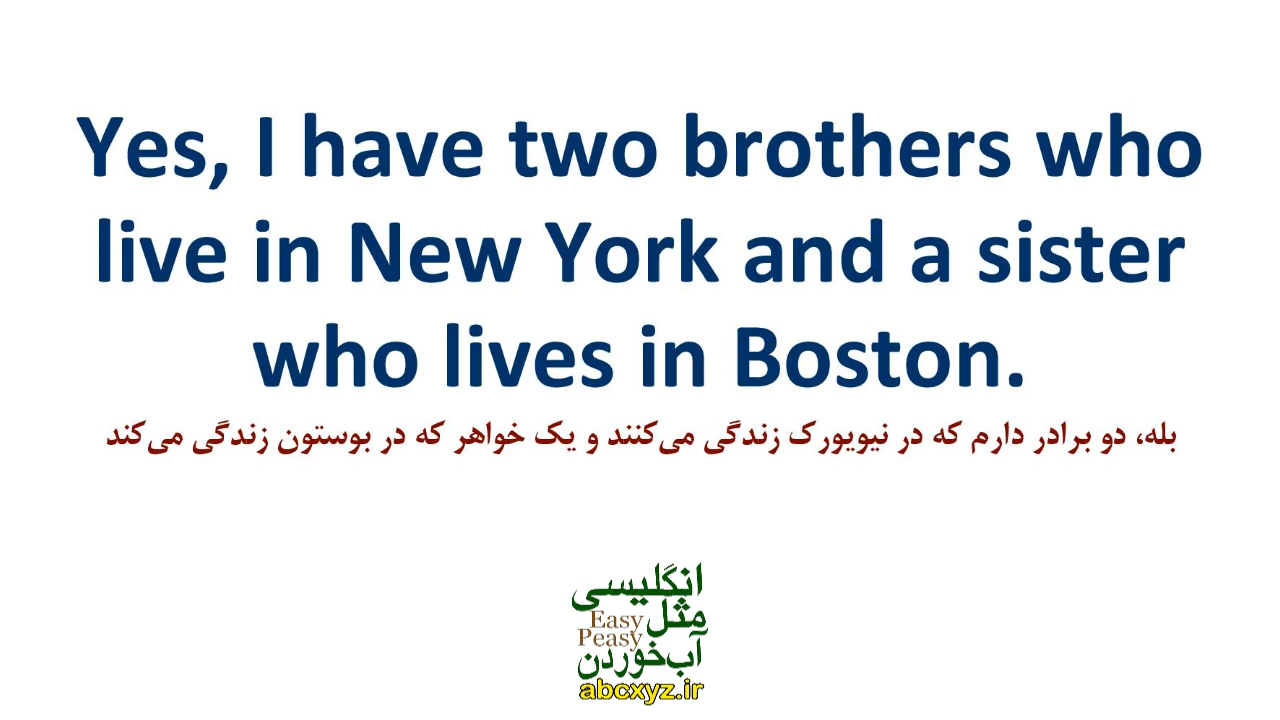 Yes, I have two brothers who
live in New York and a sister
who lives in Boston.
بله، دو برادر دارم که در نیویورک زندگی می‌کنند و یک خواهر که در بوستون زندگی می‌کند
انگلیسی
مثل
Easy
Peasy
آب‌خوردن
abcxyz.ir